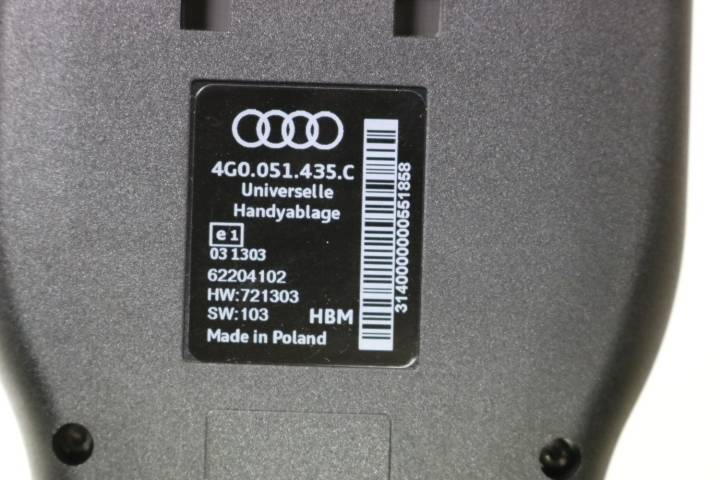 4G0.051.435.C
Universelle
Handyablage
e1
03 1303
62204102
HW:721303
SW:103
HBM
Made in Poland
3140000000551858